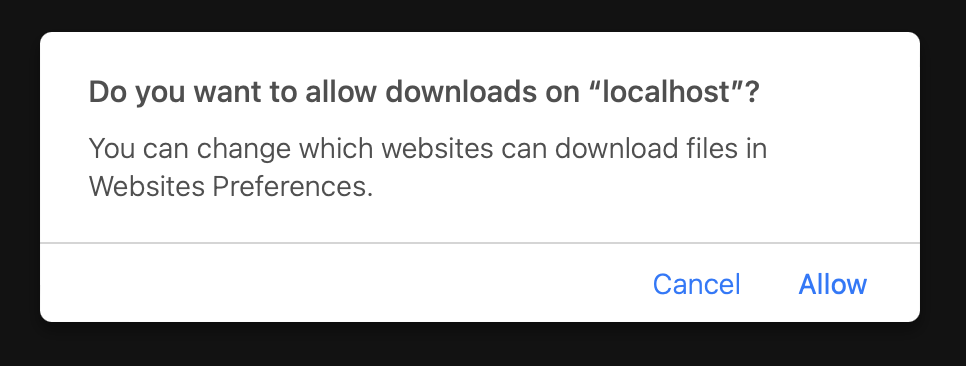 Do you want to allow downloads on “localhost”?
You can change which websites can download files in
Websites Preferences.
Cancel Allow